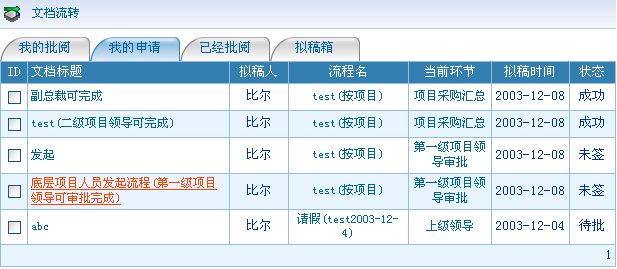 文档流转
我的批阅 我的申请 已经批阅 拟稿箱
ID 文档标题 拟稿人 流程名 当前环节 拟稿时间 状态
副总裁可完成 比尔 test(按项目) 项目采购汇总 2003-12-08 成功
test(二级项目领导可完成) 比尔 test(按项目) 项目采购汇总 2003-12-08 成功
发起 比尔 test(按项目) 第一级项目领 2003-12-08 未签
导审批
底层项目人员发起流程(第一级项目 比尔 test(按项目) 第一级项目领 2003-12-08 未签
领导可审批完成) 导审批
abc 比尔 请假(test2003-12- 上级领导 2003-12-04 待批
4)
1